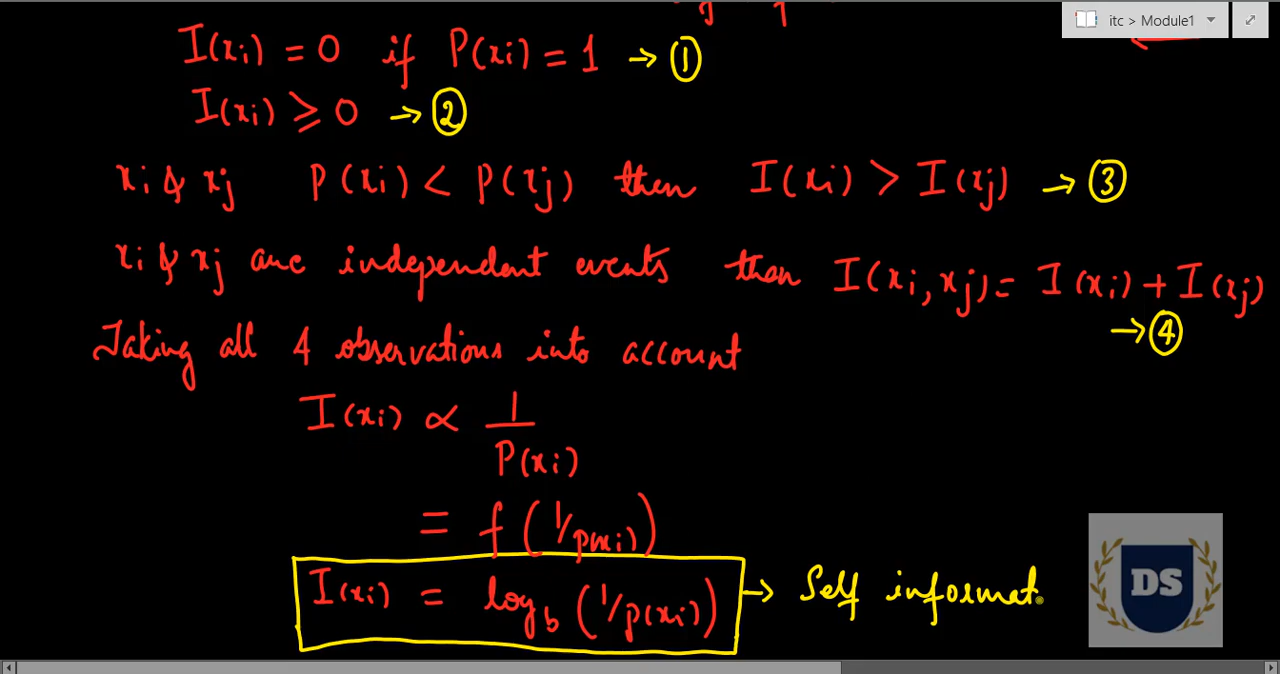 itc > Module1
I(xi) = 0 if P(xi) = 1 → ①
I(xi) ⩾ 0 → ②
xi & xj P(xi) < P(xj) then I(xi) > I(xj) → ③
xi & xj are independent events then I(xi, xj) = I(xi) + I(xj)
→ ④
Taking all 4 observations into account
I(xi) ∝ 1/P(xi)
= f(1/p(xi))
I(xi) = log_b (1/p(xi)) → Self informat
DS